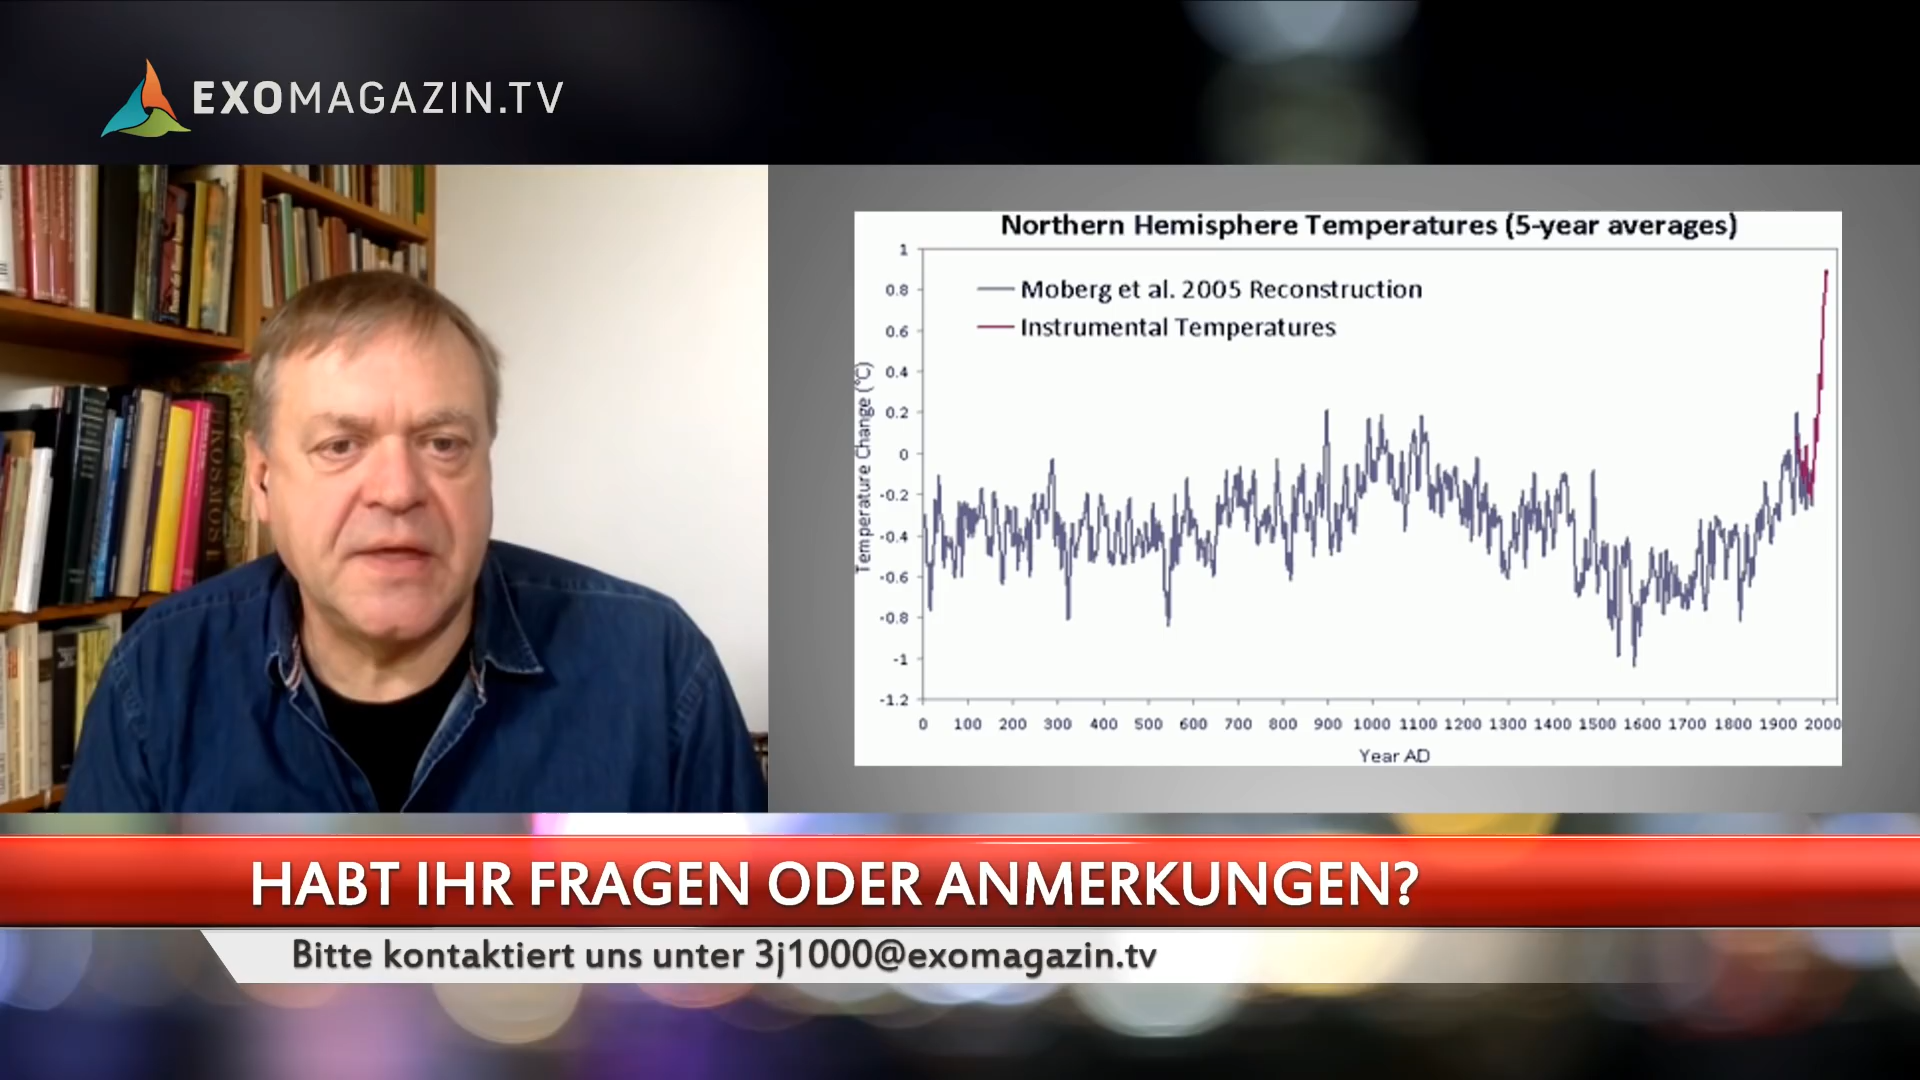 EXOMAGAZIN.TV
KOSMOS
Northern Hemisphere Temperatures (5-year averages)
Moberg et al. 2005 Reconstruction
Instrumental Temperatures
Temperature Change (°C)
1
0.8
0.6
0.4
0.2
0
-0.2
-0.4
-0.6
-0.8
-1
-1.2
0 100 200 300 400 500 600 700 800 900 1000 1100 1200 1300 1400 1500 1600 1700 1800 1900 2000
Year AD
HABT IHR FRAGEN ODER ANMERKUNGEN?
Bitte kontaktiert uns unter 3j1000@exomagazin.tv